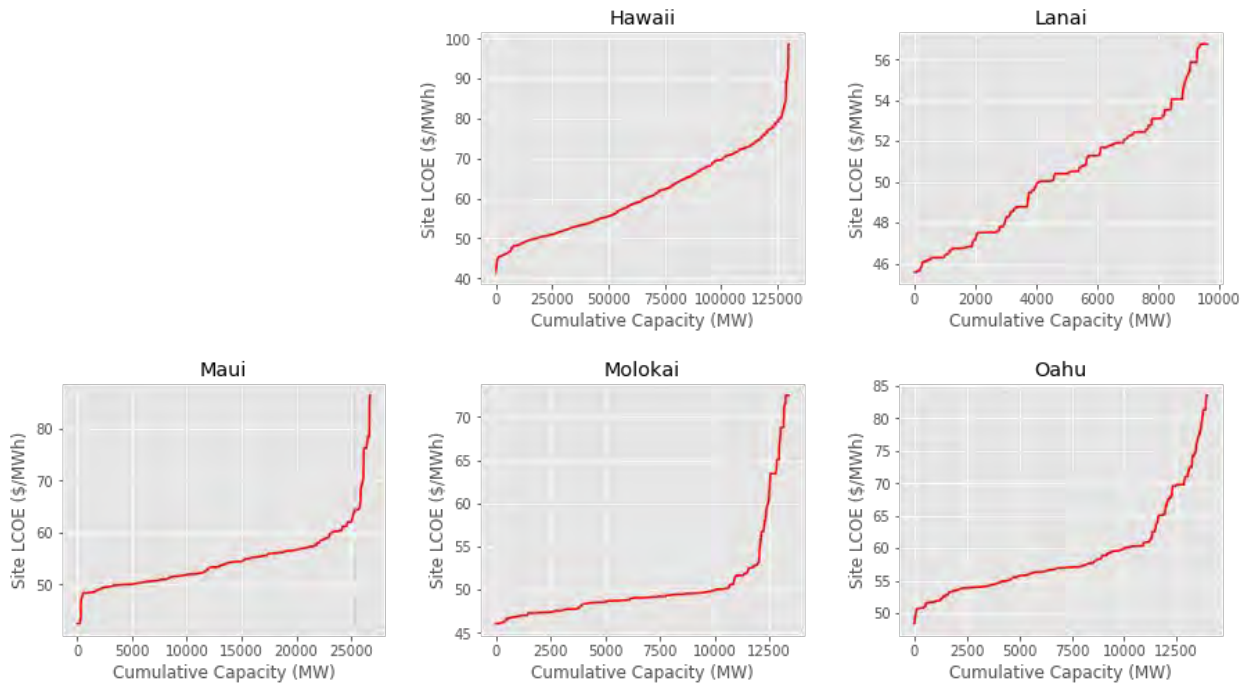 Hawaii
100
90
80
70
60
50
40
Site LCOE ($/MWh)
0 25000 50000 75000 100000 125000
Cumulative Capacity (MW)
Lanai
56
54
52
50
48
46
Site LCOE ($/MWh)
0 2000 4000 6000 8000 10000
Cumulative Capacity (MW)
Maui
80
70
60
50
Site LCOE ($/MWh)
0 5000 10000 15000 20000 25000
Cumulative Capacity (MW)
Molokai
70
65
60
55
50
45
Site LCOE ($/MWh)
0 2500 5000 7500 10000 12500
Cumulative Capacity (MW)
Oahu
85
80
75
70
65
60
55
50
Site LCOE ($/MWh)
0 2500 5000 7500 10000 12500
Cumulative Capacity (MW)